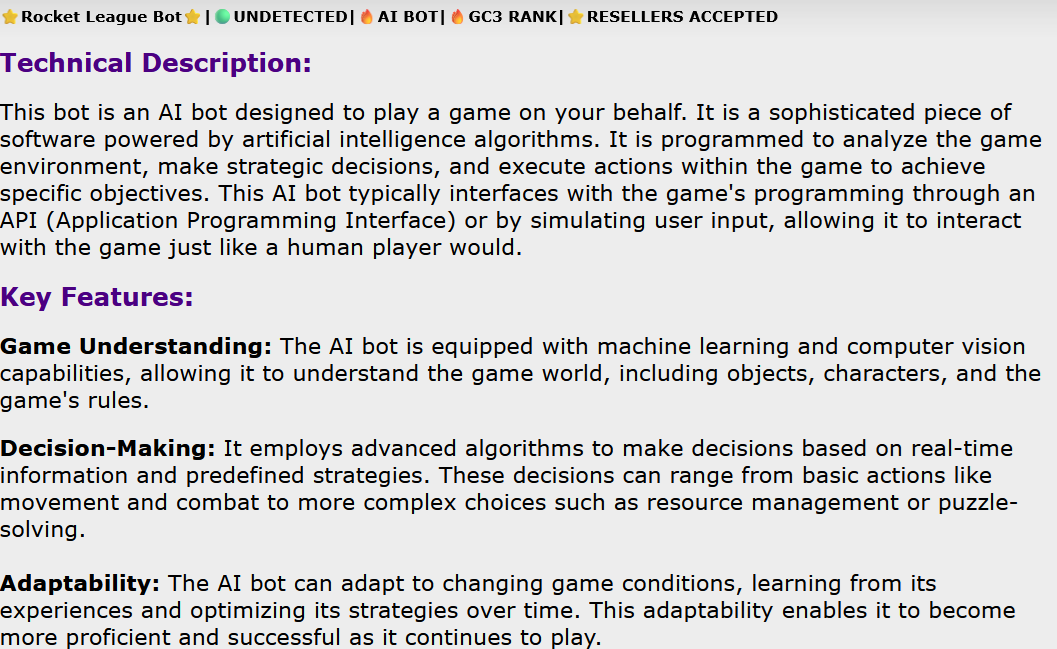 ⭐Rocket League Bot⭐ | 🟢UNDETECTED| 🔥AI BOT| 🔥GC3 RANK| ⭐RESELLERS ACCEPTED
Technical Description:
This bot is an AI bot designed to play a game on your behalf. It is a sophisticated piece of
software powered by artificial intelligence algorithms. It is programmed to analyze the game
environment, make strategic decisions, and execute actions within the game to achieve
specific objectives. This AI bot typically interfaces with the game's programming through an
API (Application Programming Interface) or by simulating user input, allowing it to interact
with the game just like a human player would.
Key Features:
Game Understanding: The AI bot is equipped with machine learning and computer vision
capabilities, allowing it to understand the game world, including objects, characters, and the
game's rules.
Decision-Making: It employs advanced algorithms to make decisions based on real-time
information and predefined strategies. These decisions can range from basic actions like
movement and combat to more complex choices such as resource management or puzzle-
solving.
Adaptability: The AI bot can adapt to changing game conditions, learning from its
experiences and optimizing its strategies over time. This adaptability enables it to become
more proficient and successful as it continues to play.